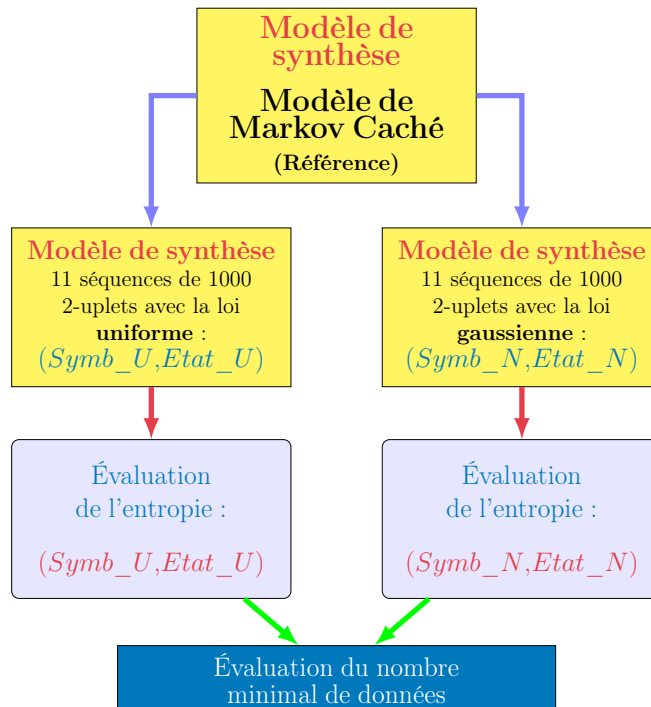 Modèle de
synthèse
Modèle de
Markov Caché
(Référence)
Modèle de synthèse
11 séquences de 1000
2-uplets avec la loi
uniforme :
(Symb_U,Etat_U)
Modèle de synthèse
11 séquences de 1000
2-uplets avec la loi
gaussienne :
(Symb_N,Etat_N)
Évaluation
de l'entropie :
(Symb_U,Etat_U)
Évaluation
de l'entropie :
(Symb_N,Etat_N)
Évaluation du nombre
minimal de données